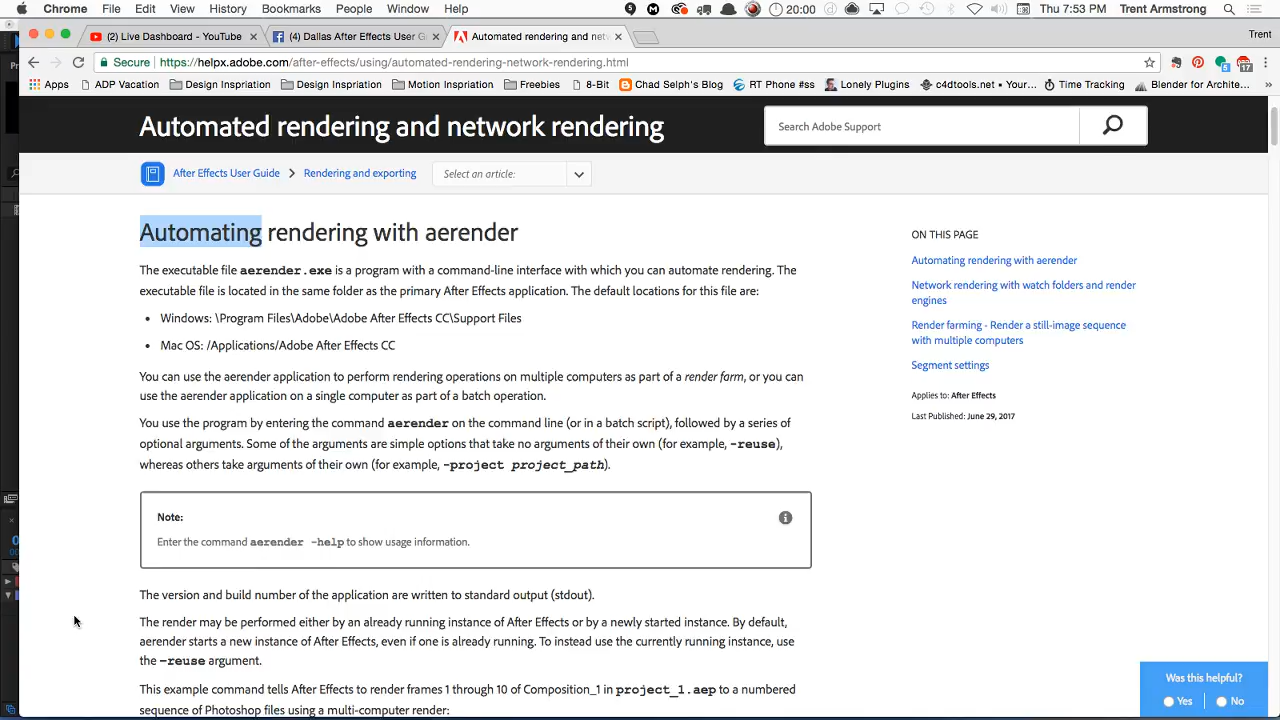 Chrome File Edit View History Bookmarks People Window Help 5 20:00 Thu 7:53 PM Trent Armstrong
(2) Live Dashboard - YouTube (4) Dallas After Effects User G Automated rendering and netw Trent
Secure https://helpx.adobe.com/after-effects/using/automated-rendering-network-rendering.html 5 17
Apps ADP Vacation Design Inspriation Design Inspriation Motion Inspriation Freebies 8-Bit Chad Selph's Blog RT Phone #ss Lonely Plugins c4dtools.net • Your... Time Tracking Blender for Archite... »
Automated rendering and network rendering
Search Adobe Support
After Effects User Guide Rendering and exporting Select an article:
Automating rendering with aerender
The executable file aerender.exe is a program with a command-line interface with which you can automate rendering. The
executable file is located in the same folder as the primary After Effects application. The default locations for this file are:
• Windows: \Program Files\Adobe\Adobe After Effects CC\Support Files
• Mac OS: /Applications/Adobe After Effects CC
You can use the aerender application to perform rendering operations on multiple computers as part of a render farm, or you can
use the aerender application on a single computer as part of a batch operation.
You use the program by entering the command aerender on the command line (or in a batch script), followed by a series of
optional arguments. Some of the arguments are simple options that take no arguments of their own (for example, -reuse),
whereas others take arguments of their own (for example, -project project_path).
Note:
Enter the command aerender -help to show usage information.
The version and build number of the application are written to standard output (stdout).
The render may be performed either by an already running instance of After Effects or by a newly started instance. By default,
aerender starts a new instance of After Effects, even if one is already running. To instead use the currently running instance, use
the -reuse argument.
This example command tells After Effects to render frames 1 through 10 of Composition_1 in project_1.aep to a numbered
sequence of Photoshop files using a multi-computer render:
ON THIS PAGE
Automating rendering with aerender
Network rendering with watch folders and render
engines
Render farming - Render a still-image sequence
with multiple computers
Segment settings
Applies to: After Effects
Last Published: June 29, 2017
Was this helpful?
Yes No